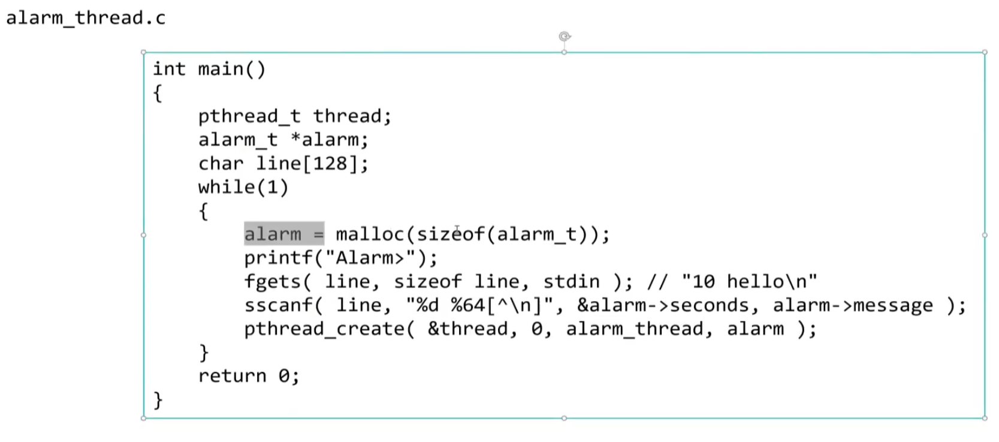 alarm_thread.c
int main()
{
    pthread_t thread;
    alarm_t *alarm;
    char line[128];
    while(1)
    {
        alarm = malloc(sizeof(alarm_t));
        printf("Alarm>");
        fgets( line, sizeof line, stdin ); // "10 hello\n"
        sscanf( line, "%d %64[^\n]", &alarm->seconds, alarm->message );
        pthread_create( &thread, 0, alarm_thread, alarm );
    }
    return 0;
}